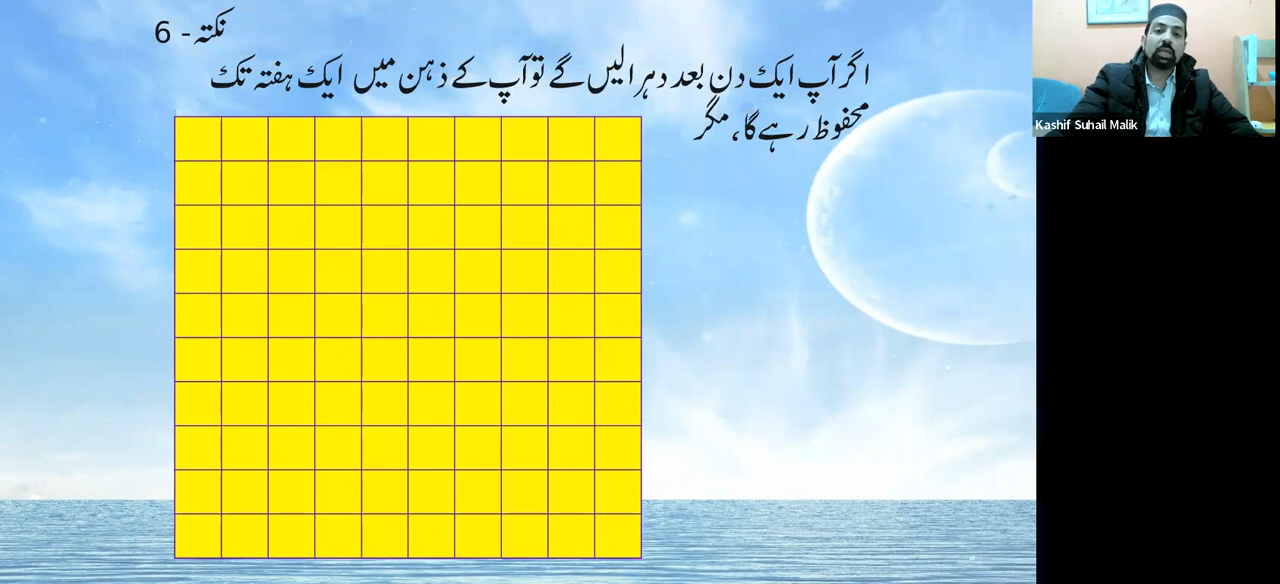 نکتہ - 6
اگر آپ ایک دن بعد دہرا لیں گے تو آپ کے ذہن میں ایک ہفتہ تک
محفوظ رہے گا، مگر
Kashif Suhail Malik